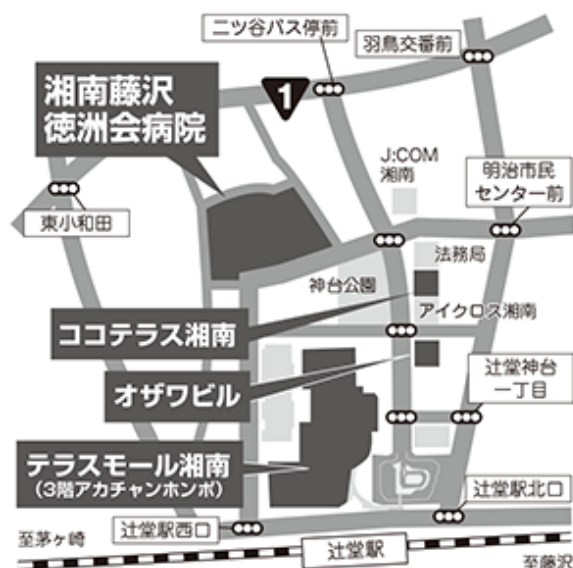 二ツ谷バス停前
羽鳥交番前
1
湘南藤沢
徳洲会病院
J:COM
湘南
明治市民
センター前
東小和田
法務局
神台公園
アイクロス湘南
ココテラス湘南
オザワビル
辻堂神台
一丁目
テラスモール湘南
(3階アカチャンホンポ)
辻堂駅北口
辻堂駅西口
至茅ヶ崎
辻堂駅
至藤沢